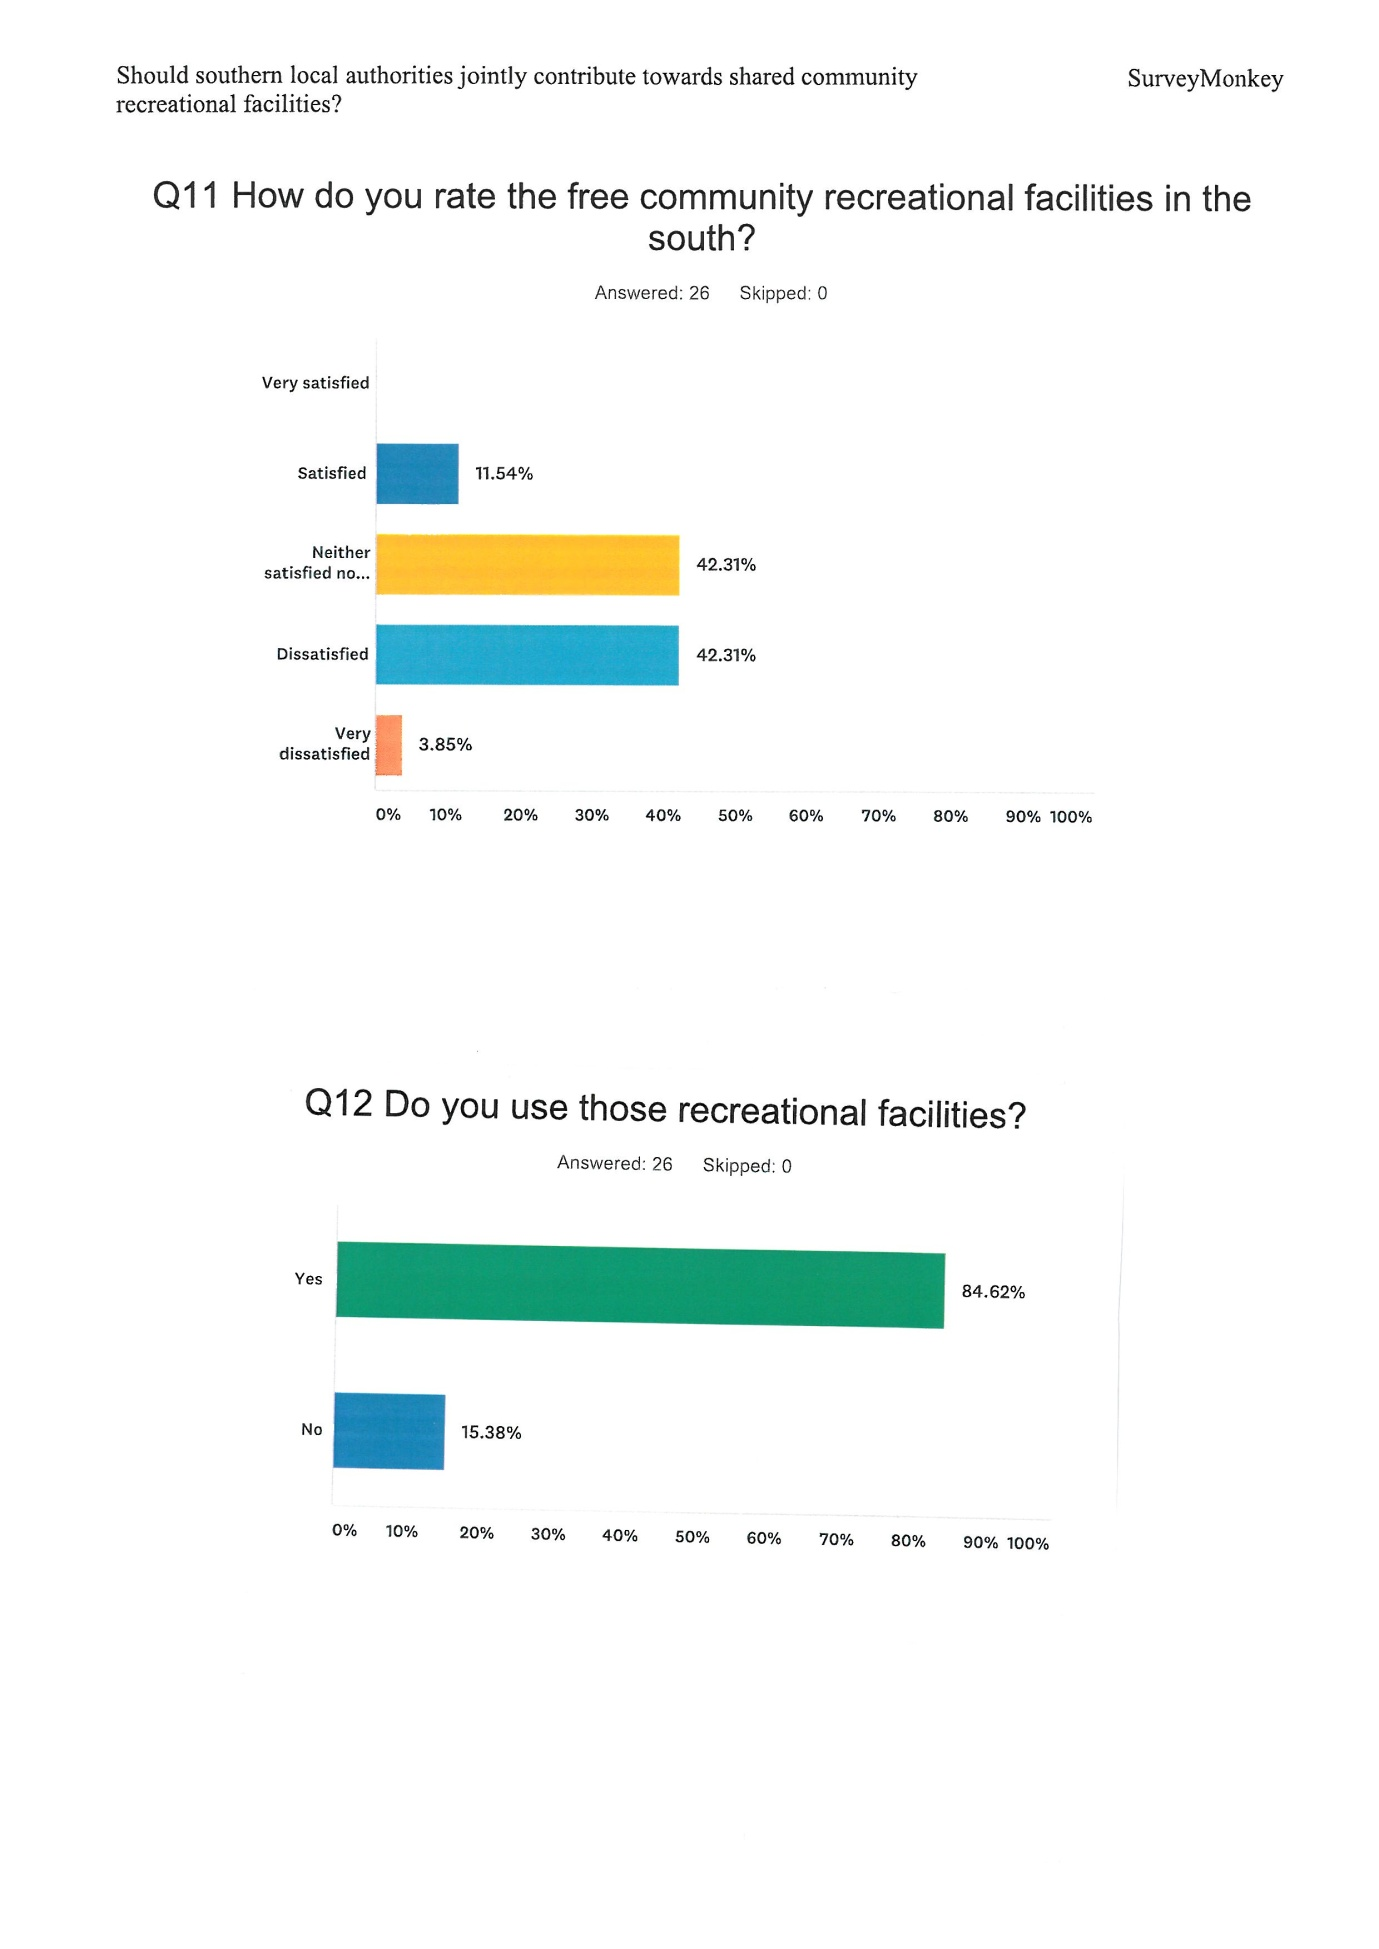 Should southern local authorities jointly contribute towards shared community
recreational facilities?
SurveyMonkey
Q11 How do you rate the free community recreational facilities in the
south?
Answered: 26 Skipped: 0
Very satisfied
Satisfied
11.54%
Neither
satisfied no...
42.31%
Dissatisfied
42.31%
Very
dissatisfied
3.85%
0% 10% 20% 30% 40% 50% 60% 70% 80% 90% 100%
Q12 Do you use those recreational facilities?
Answered: 26 Skipped: 0
Yes
84.62%
No
15.38%
0% 10% 20% 30% 40% 50% 60% 70% 80% 90% 100%